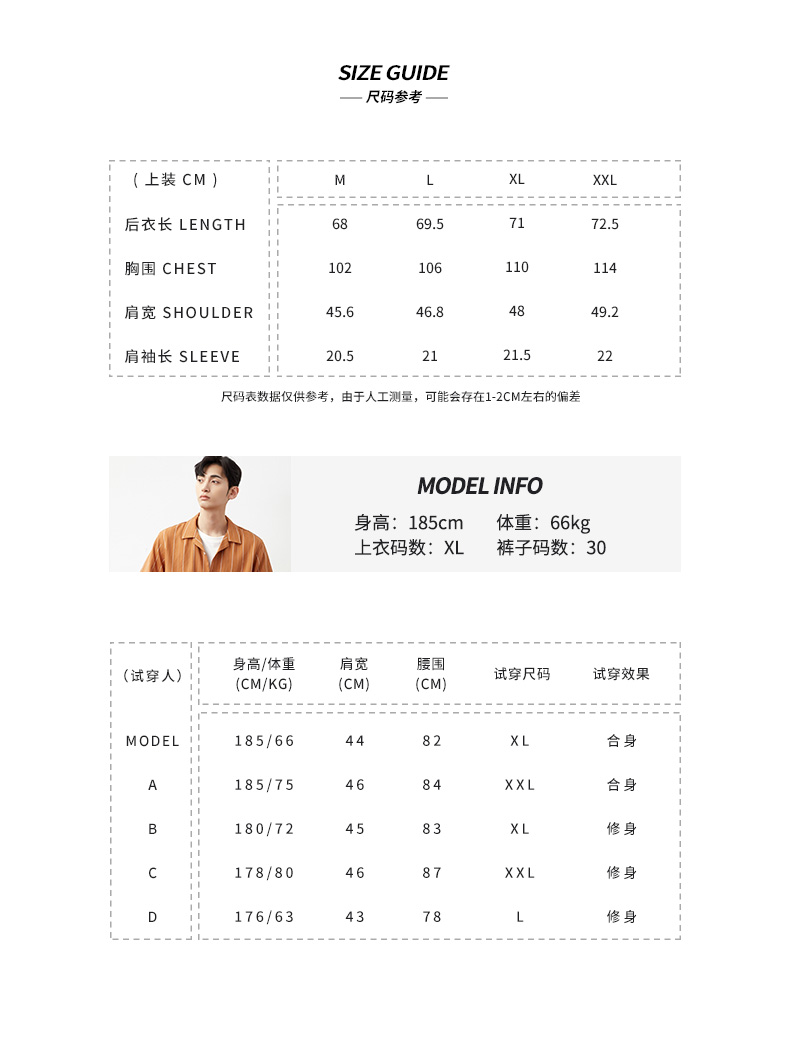 SIZE GUIDE
尺码参考
( 上装 CM ) M L XL XXL
后衣长 LENGTH 68 69.5 71 72.5
胸围 CHEST 102 106 110 114
肩宽 SHOULDER 45.6 46.8 48 49.2
肩袖长 SLEEVE 20.5 21 21.5 22
尺码表数据仅供参考，由于人工测量，可能会存在1-2CM左右的偏差
MODEL INFO
身高：185cm 体重：66kg
上衣码数：XL 裤子码数：30
（试穿人） 身高/体重 (CM/KG) 肩宽 (CM) 腰围 (CM) 试穿尺码 试穿效果
MODEL 185/66 44 82 XL 合身
A 185/75 46 84 XXL 合身
B 180/72 45 83 XL 修身
C 178/80 46 87 XXL 修身
D 176/63 43 78 L 修身